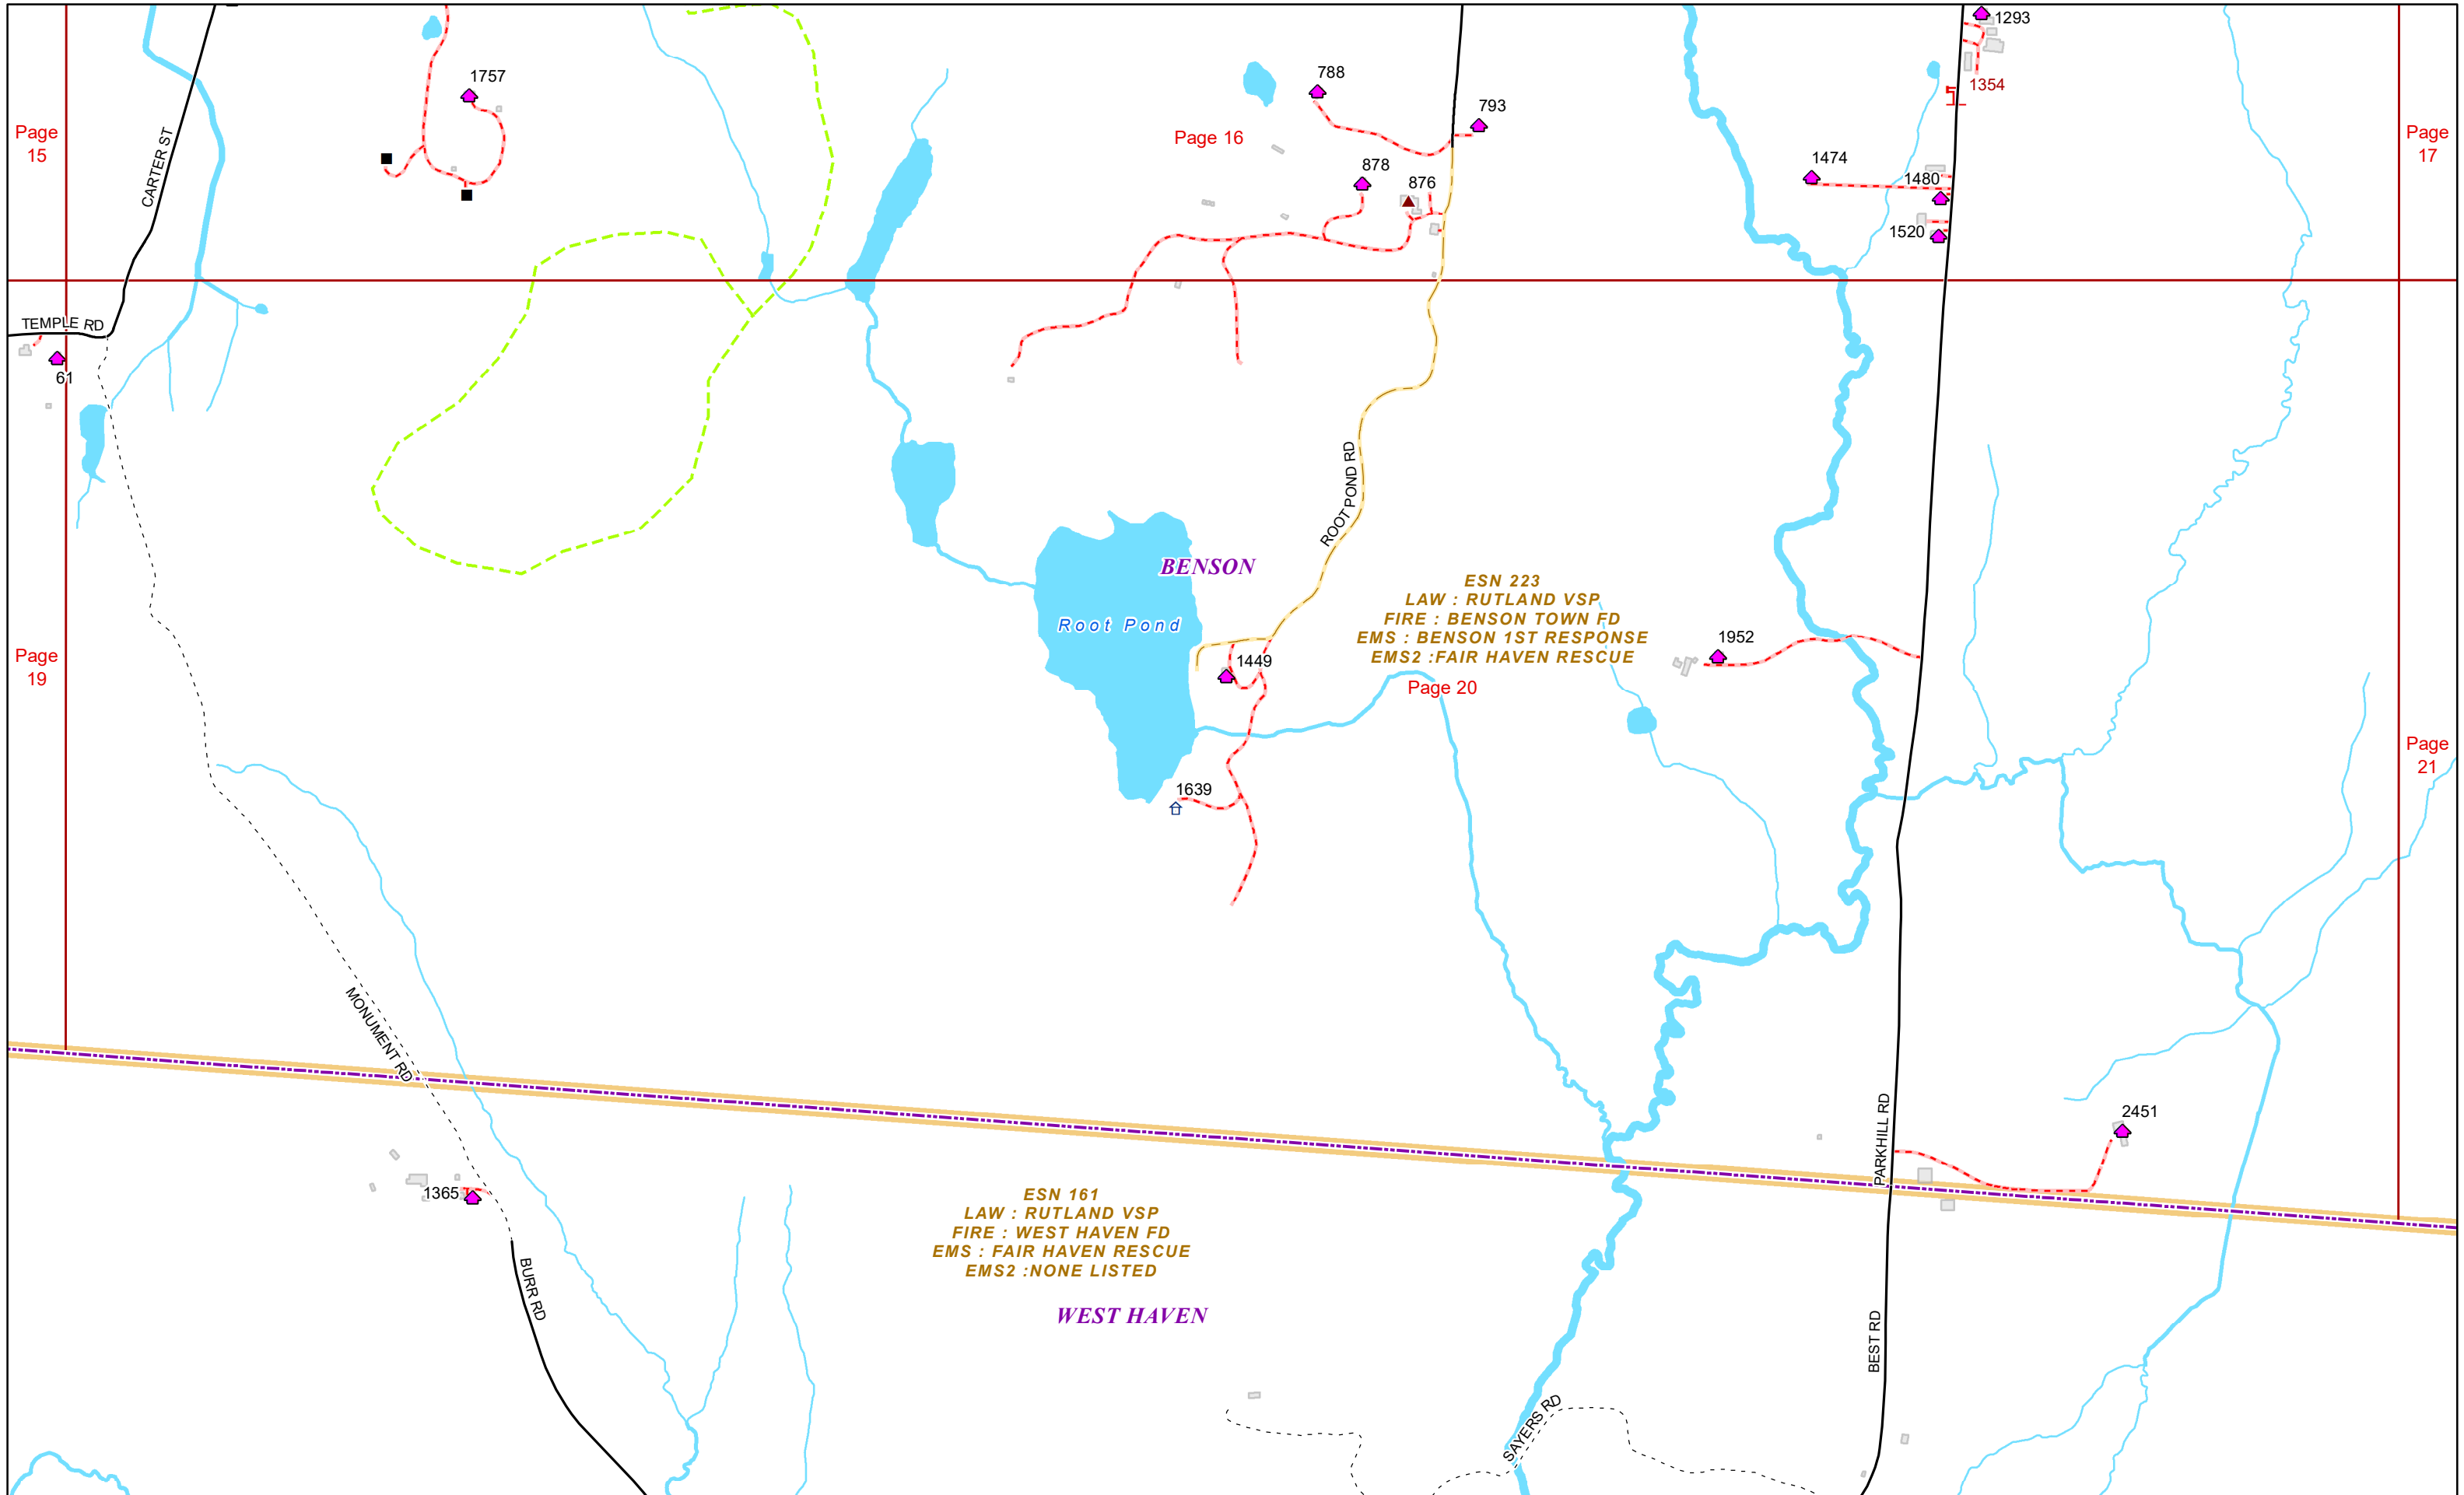 1293
1757
788
1354
793
Page
15
CARTER ST
Page 16
Page
17
1474
878
876
1480
1520
TEMPLE RD
61
ROOT POND RD
BENSON
ESN 223
LAW : RUTLAND VSP
FIRE : BENSON TOWN FD
EMS : BENSON 1ST RESPONSE
EMS2 :FAIR HAVEN RESCUE
Root Pond
1952
1449
Page
19
Page 20
Page
21
1639
MONUMENT RD
PARKHILL RD
2451
1365
ESN 161
LAW : RUTLAND VSP
FIRE : WEST HAVEN FD
EMS : FAIR HAVEN RESCUE
EMS2 :NONE LISTED
BURR RD
WEST HAVEN
BEST RD
SAYERS RD